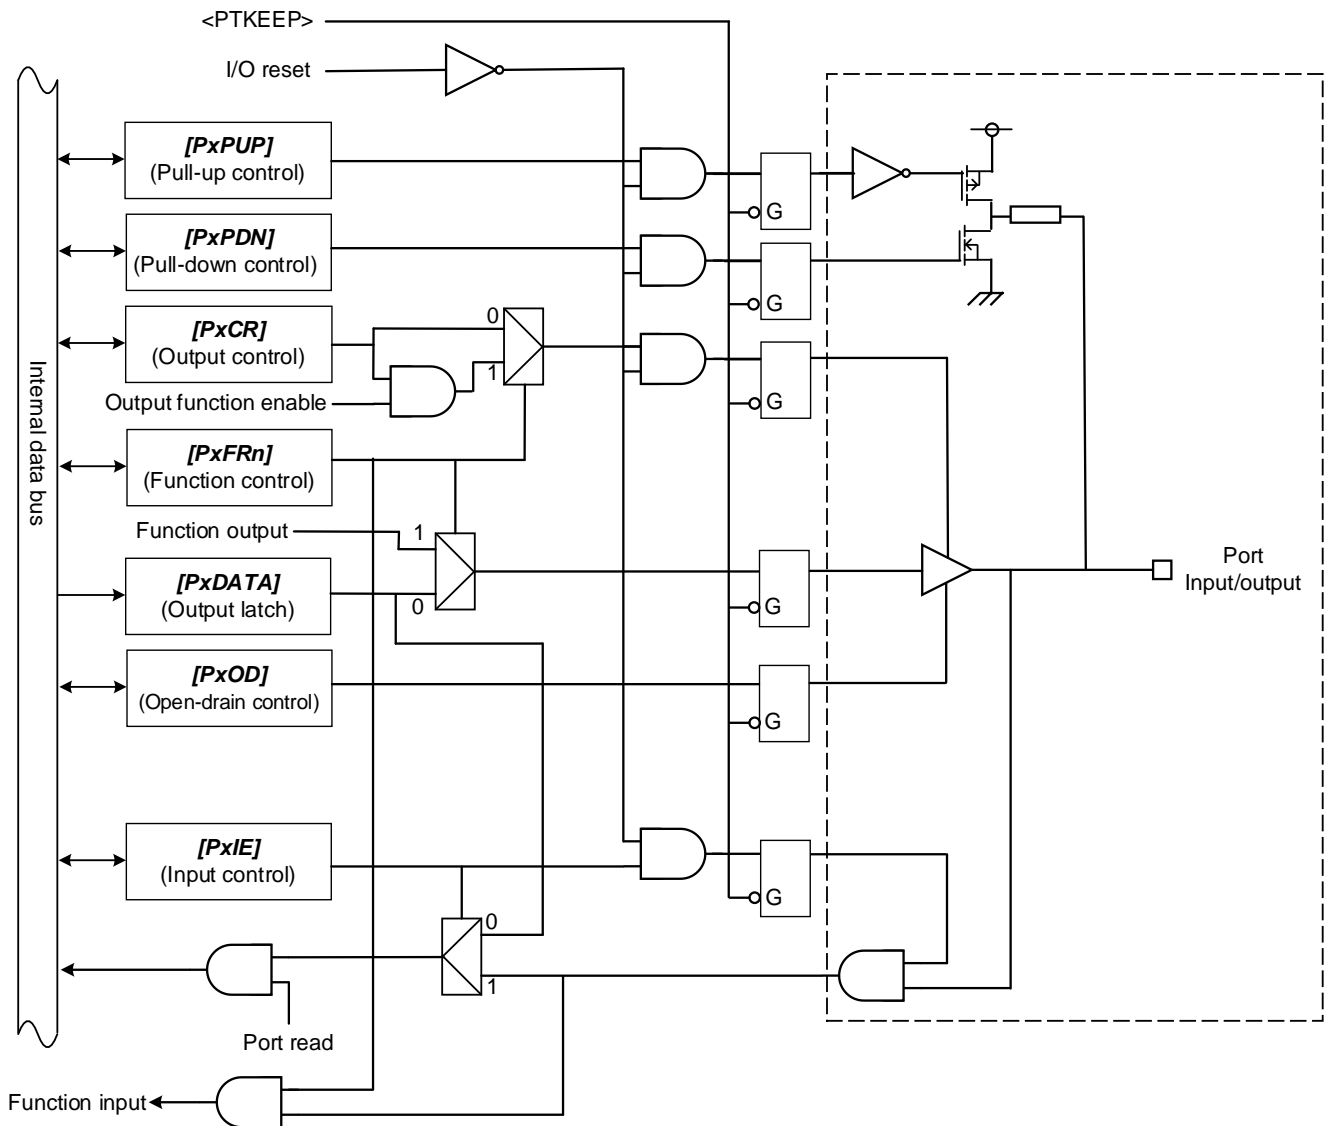 <PTKEEP>
I/O reset
[PxPUP]
(Pull-up control)
G
[PxPDN]
(Pull-down control)
G
[PxCR]
(Output control)
0
1
G
Output function enable
Internal data bus
[PxFRn]
(Function control)
Function output
1
[PxDATA]
(Output latch)
0
G
Port
Input/output
[PxOD]
(Open-drain control)
G
[PxIE]
(Input control)
G
0
1
Port read
Function input